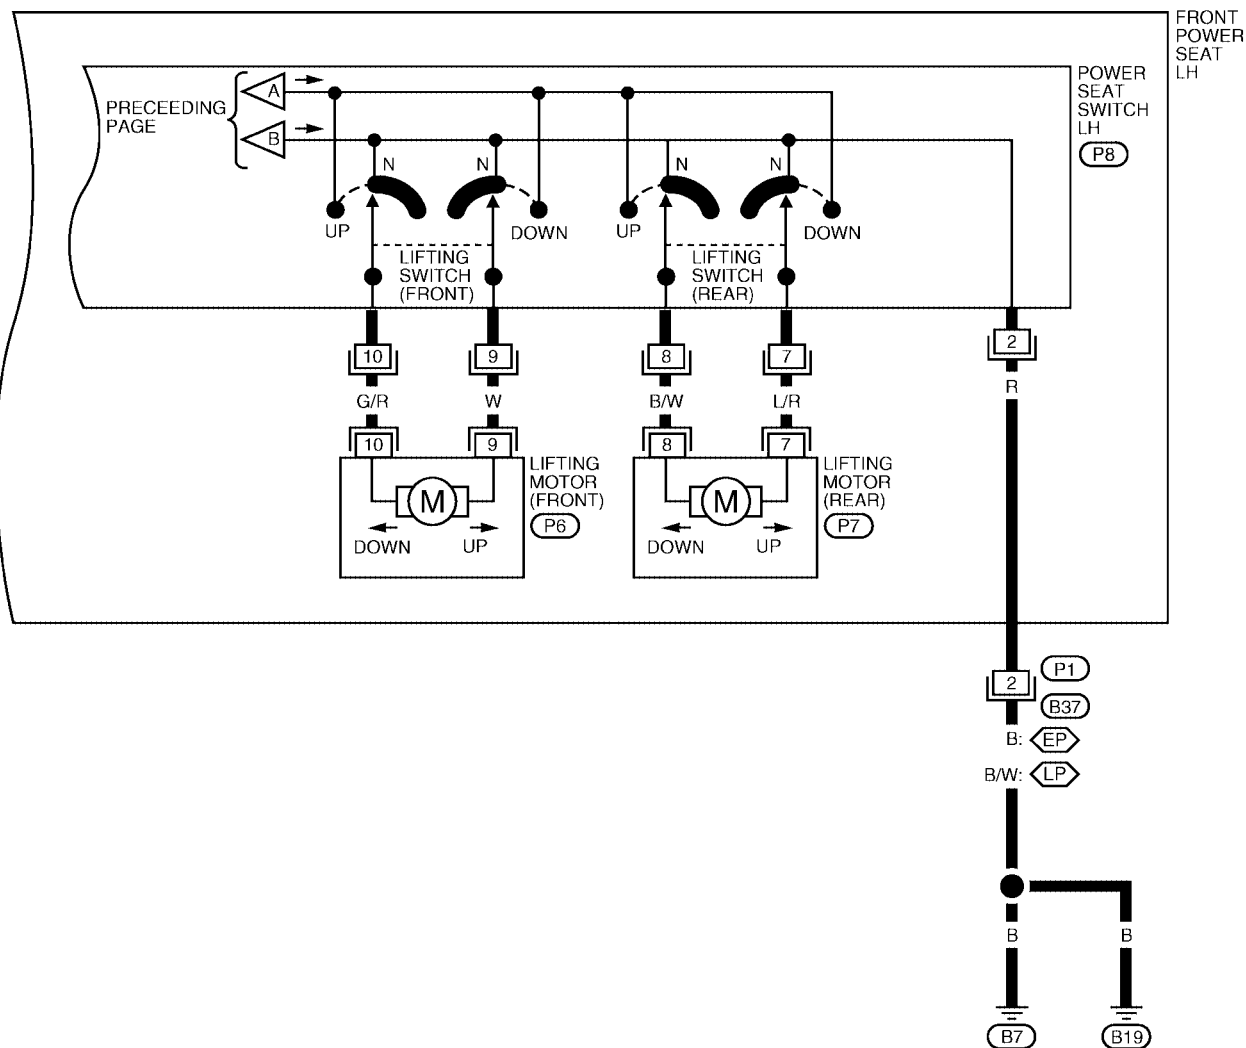 FRONT
POWER
SEAT
LH
POWER
SEAT
SWITCH
LH
P8
PRECEEDING
PAGE
A
B
N
N
N
N
UP
DOWN
UP
DOWN
LIFTING
SWITCH
(FRONT)
LIFTING
SWITCH
(REAR)
10
9
8
7
2
G/R
W
B/W
L/R
R
10
9
8
7
LIFTING
MOTOR
(FRONT)
P6
LIFTING
MOTOR
(REAR)
P7
M
M
DOWN
UP
DOWN
UP
2
P1
B37
B:
EP
B/W:
LP
B
B
B7
B19